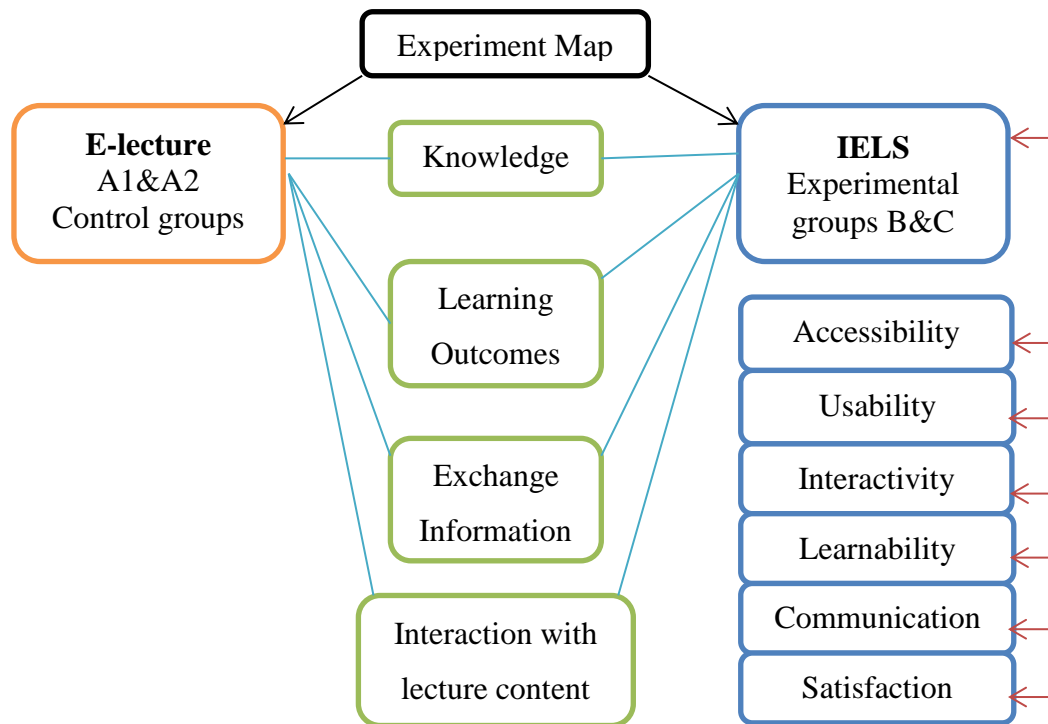 Experiment Map
E-lecture
A1&A2
Control groups
Knowledge
IELS
Experimental
groups B&C
Learning
Outcomes
Exchange
Information
Interaction with
lecture content
Accessibility
Usability
Interactivity
Learnability
Communication
Satisfaction